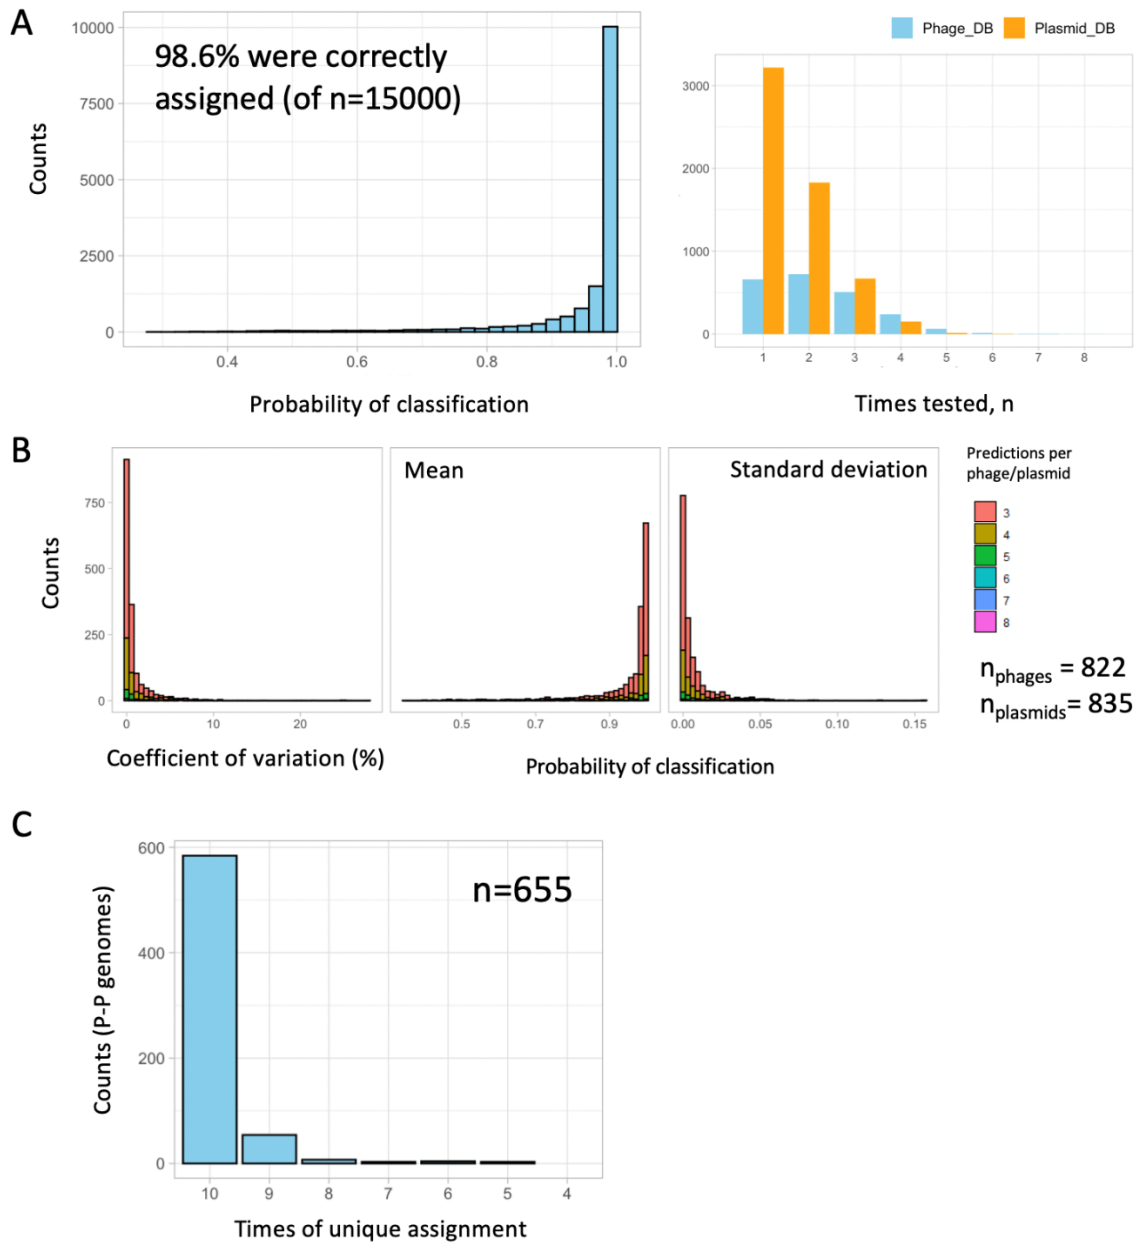 A
98.6% were correctly
assigned (of n=15000)
Counts
10000
7500
5000
2500
0
0.4
0.6
0.8
1.0
Probability of classification
Phage_DB
Plasmid_DB
3000
2000
1000
0
1
2
3
4
5
6
7
8
Times tested, n
B
Counts
750
500
250
0
0
10
20
Coefficient of variation (%)
Mean
0.5
0.7
0.9
Standard deviation
0.00
0.05
0.10
0.15
Probability of classification
Predictions per
phage/plasmid
3
4
5
6
7
8
nphages = 822
nplasmids= 835
C
Counts (P-P genomes)
600
400
200
0
n=655
10
9
8
7
6
5
4
Times of unique assignment